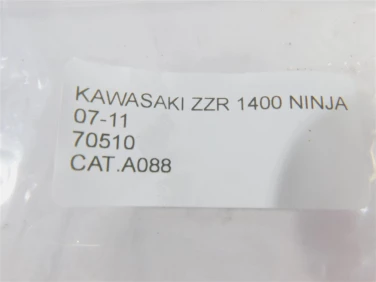 KAWASAKI ZZR 1400 NINJA
07-11
70510
CAT.A088